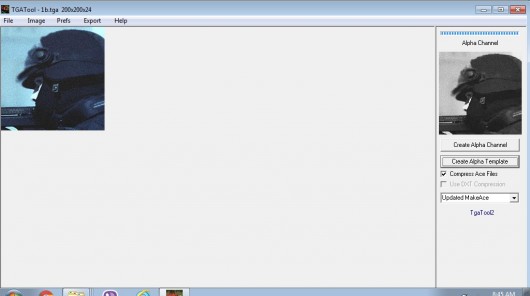 TGATool - 1b.tga 200x200x24
File Image Prefs Export Help
Alpha Channel
Create Alpha Channel
Create Alpha Template
Compress Ace Files
Use DXT Compression
Updated MakeAce
TgaTool2
8:45 AM